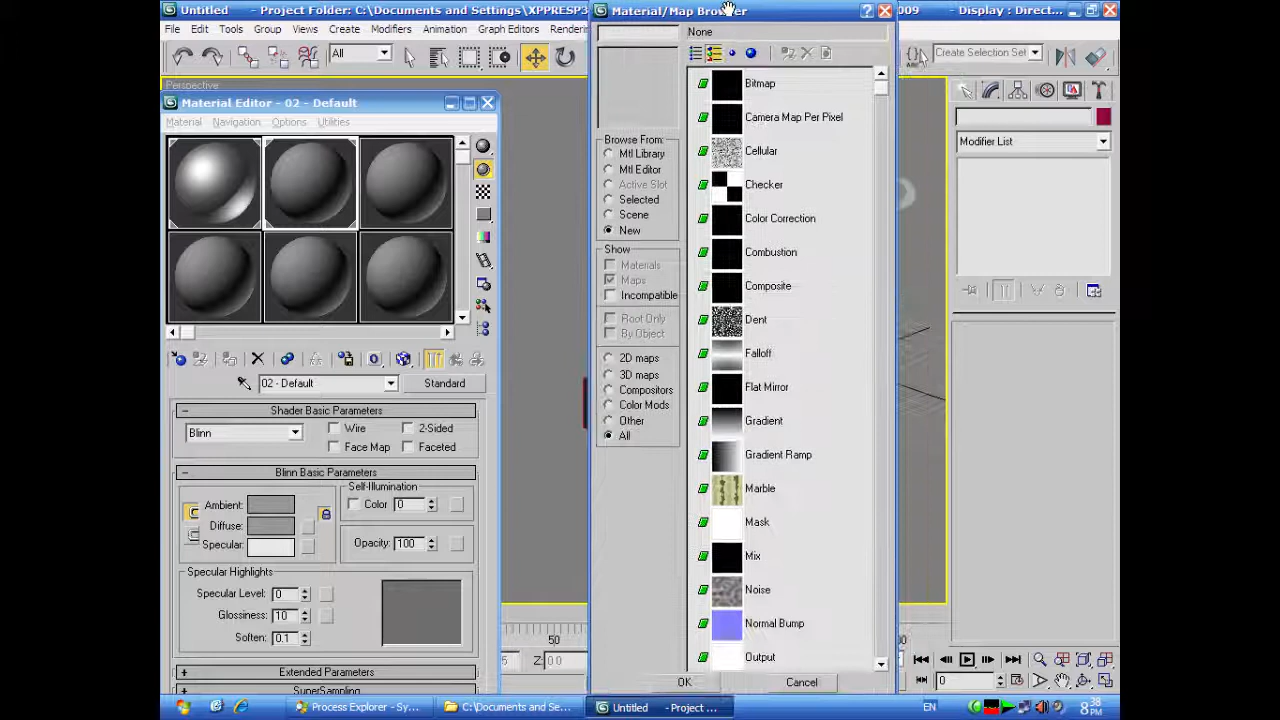 Untitled - Project Folder: C:\Documents and Settings\XPPRESP3
009 - Display : Direct...
File Edit Tools Group Views Create Modifiers Animation Graph Editors Rendering
All
Create Selection Set
Perspective
Material Editor - 02 - Default
Material Navigation Options Utilities
02 - Default
Standard
Shader Basic Parameters
Blinn
Wire
2-Sided
Face Map
Faceted
Blinn Basic Parameters
Self-Illumination
Ambient:
Color 0
Diffuse:
Specular:
Opacity: 100
Specular Highlights
Specular Level: 0
Glossiness: 10
Soften: 0.1
Extended Parameters
SuperSampling
Material/Map Browser
None
Browse From:
Mtl Library
Mtl Editor
Active Slot
Selected
Scene
New
Show
Materials
Maps
Incompatible
Root Only
By Object
2D maps
3D maps
Compositors
Color Mods
Other
All
Bitmap
Camera Map Per Pixel
Cellular
Checker
Color Correction
Combustion
Composite
Dent
Falloff
Flat Mirror
Gradient
Gradient Ramp
Marble
Mask
Mix
Noise
Normal Bump
Output
OK
Cancel
Modifier List
50
Z: 0.0
0
Process Explorer - Sy...
C:\Documents and Se...
Untitled - Project ...
EN
8:38 PM